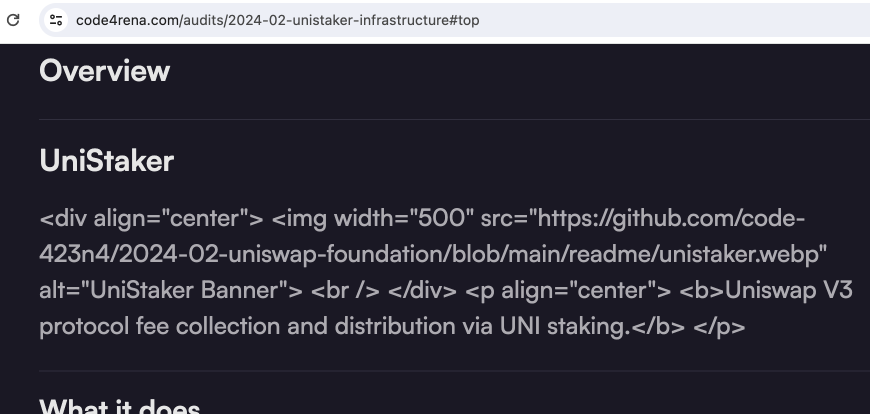 code4rena.com/audits/2024-02-unistaker-infrastructure#top
Overview
UniStaker
<div align="center"> <img width="500" src="https://github.com/code-
423n4/2024-02-uniswap-foundation/blob/main/readme/unistaker.webp"
alt="UniStaker Banner"> <br /> </div> <p align="center"> <b>Uniswap V3
protocol fee collection and distribution via UNI staking.</b> </p>
What it does